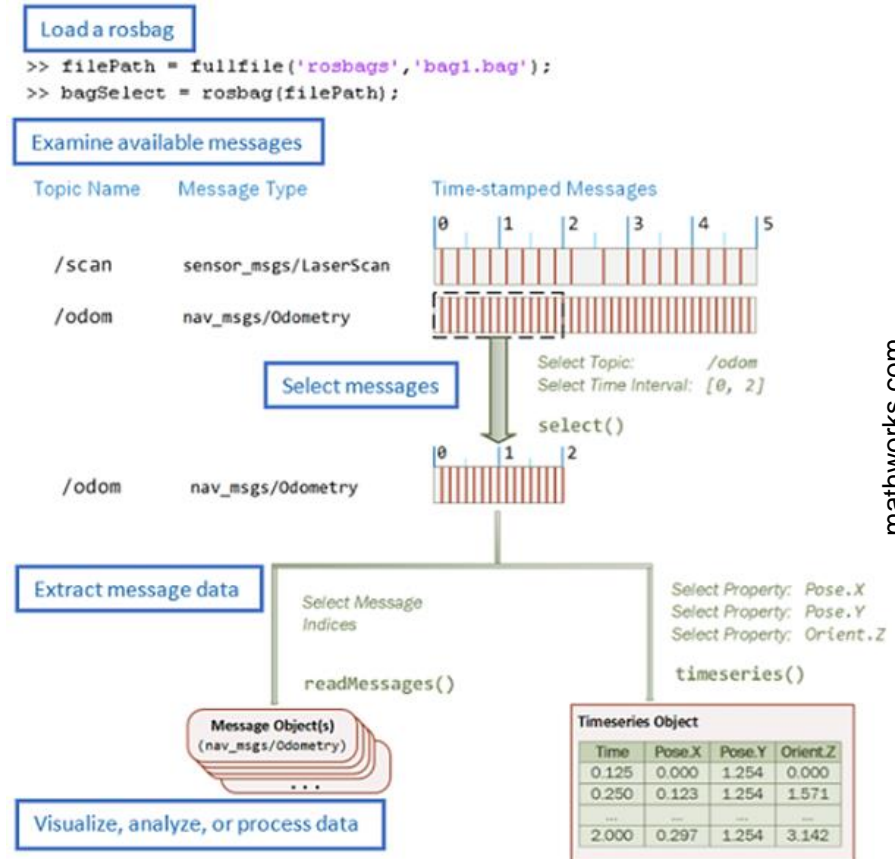 Load a rosbag
>> filePath = fullfile('rosbags','bag1.bag');
>> bagSelect = rosbag(filePath);
Examine available messages
Topic Name Message Type Time-stamped Messages
0 1 2 3 4 5
/scan sensor_msgs/LaserScan
/odom nav_msgs/Odometry
Select Topic: /odom
Select messages
Select Time Interval: [0, 2]
select()
0 1 2
/odom nav_msgs/Odometry
mathworks.com
Extract message data
Select Message
Indices
readMessages()
Select Property: Pose.X
Select Property: Pose.Y
Select Property: Orient.Z
timeseries()
Message Object(s)
(nav_msgs/Odometry)
...
Timeseries Object
Time Pose.X Pose.Y Orient.Z
0.125 0.000 1.254 0.000
0.250 0.123 1.254 1.571
... ... ... ...
2.000 0.297 1.254 3.142
Visualize, analyze, or process data